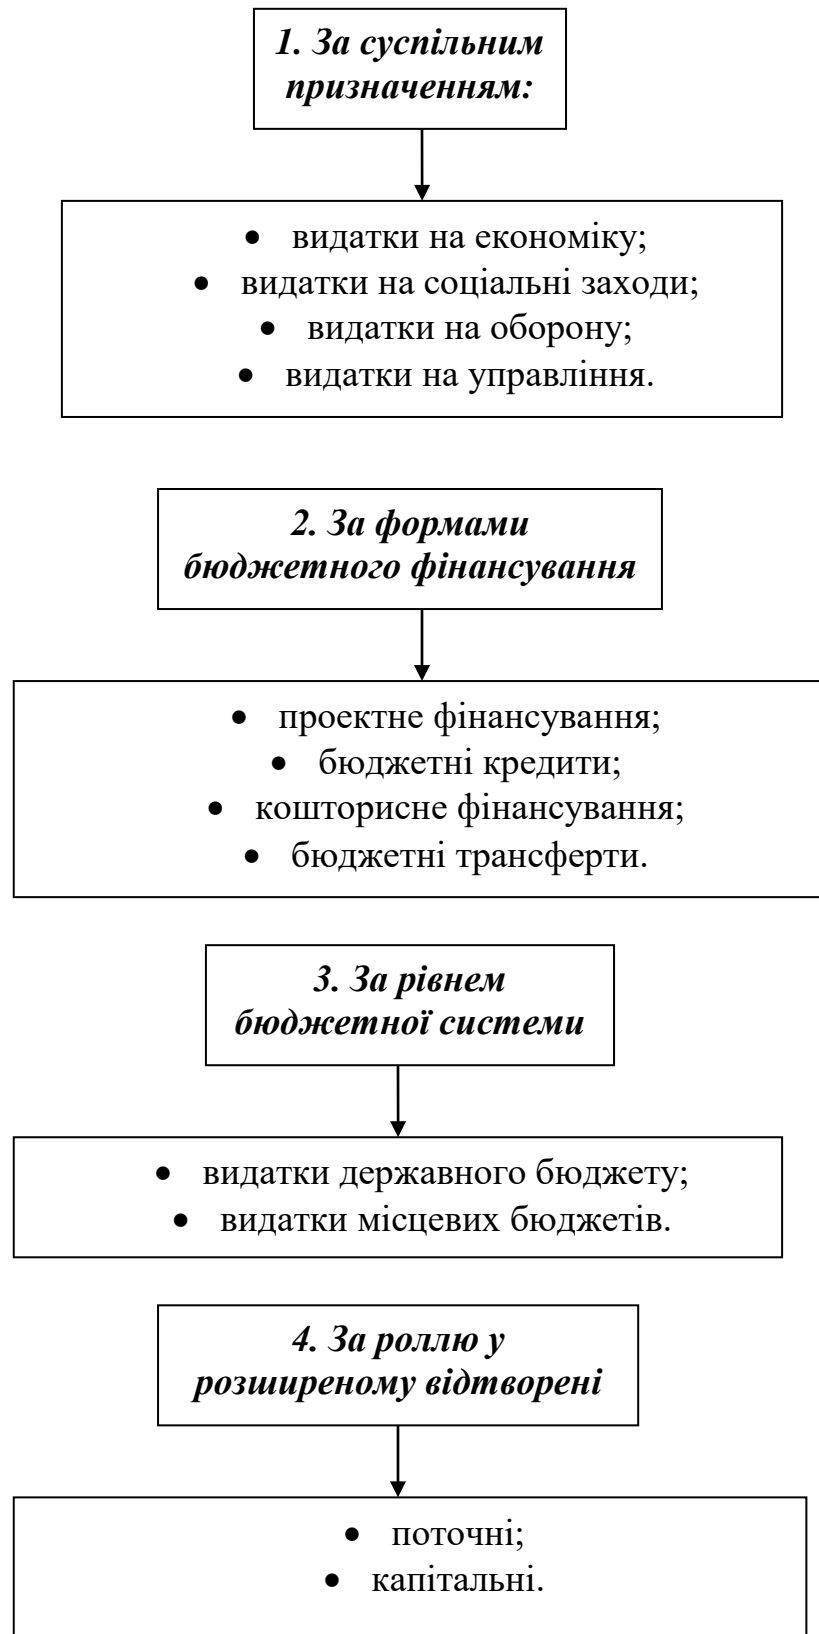 1. За суспільним
призначенням:
• видатки на економіку;
• видатки на соціальні заходи;
• видатки на оборону;
• видатки на управління.
2. За формами
бюджетного фінансування
• проектне фінансування;
• бюджетні кредити;
• кошторисне фінансування;
• бюджетні трансферти.
3. За рівнем
бюджетної системи
• видатки державного бюджету;
• видатки місцевих бюджетів.
4. За роллю у
розширеному відтворені
• поточні;
• капітальні.